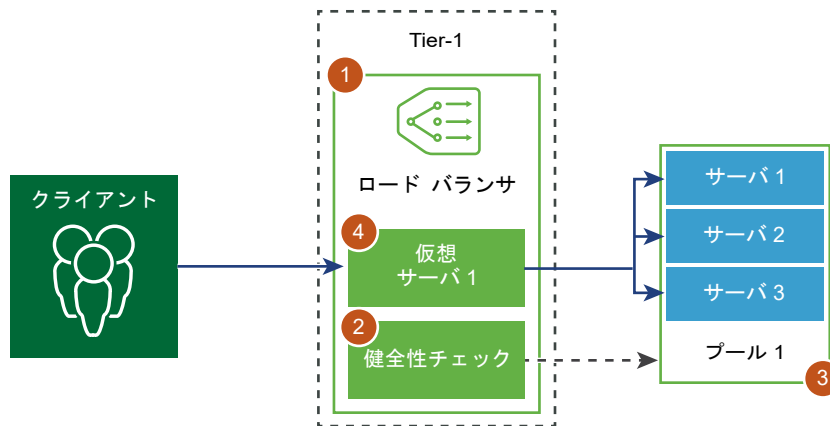 Tier-1
1
ロード バランサ
クライアント
4
仮想
サーバ 1
2
健全性チェック
サーバ 1
サーバ 2
サーバ 3
プール 1
3